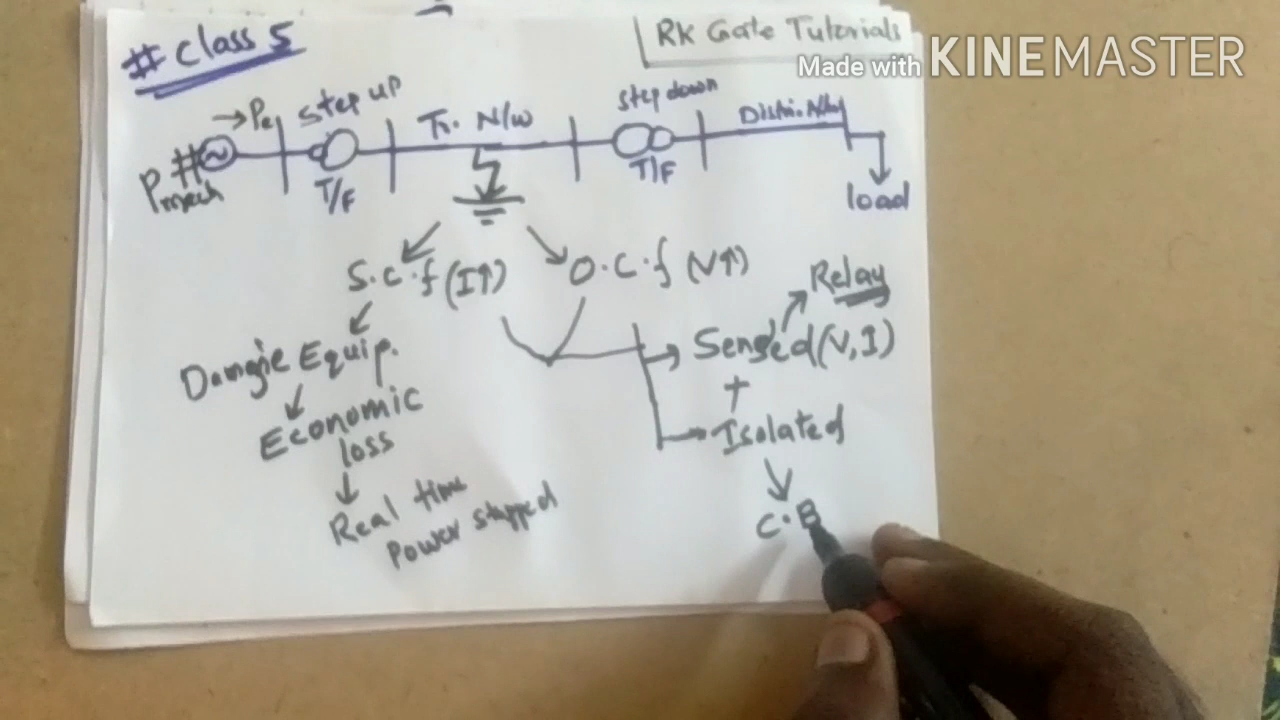 # Class 5
RK Gate Tutorials
Made with KINEMASTER
→Pe
step up
Tr. N/W
step down
Distri. N/w
Pmech
T/F
T/F
load
S.C.f (I↑)
O.C.f (V↑)
Relay
Damage Equip.
Sensed (V, I)
+
Economic
loss
Isolated
Real time
Power stopped
C.B